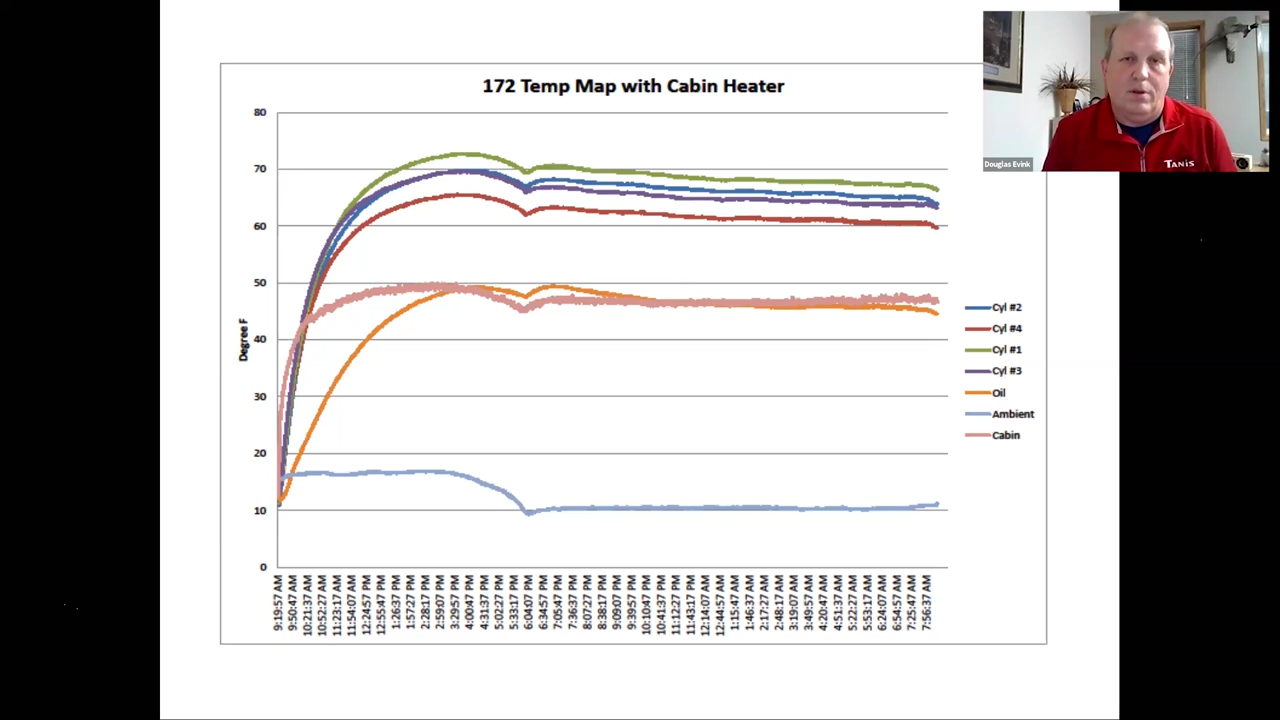 172 Temp Map with Cabin Heater
TANIS
Douglas Evink
80
70
60
50
40
30
20
10
0
Degree F
Cyl #2
Cyl #4
Cyl #1
Cyl #3
Oil
Ambient
Cabin
9:19:57 AM
9:50:47 AM
10:21:37 AM
10:52:27 AM
11:23:17 AM
11:54:07 AM
12:24:57 PM
12:55:47 PM
1:26:37 PM
1:57:27 PM
2:28:17 PM
2:59:07 PM
3:29:57 PM
4:00:47 PM
4:31:37 PM
5:02:27 PM
5:33:17 PM
6:04:07 PM
6:34:57 PM
7:05:47 PM
7:36:37 PM
8:07:27 PM
8:38:17 PM
9:09:07 PM
9:39:57 PM
10:10:47 PM
10:41:37 PM
11:12:27 PM
11:43:17 PM
12:14:07 AM
12:44:57 AM
1:15:47 AM
1:46:37 AM
2:17:27 AM
2:48:17 AM
3:19:07 AM
3:49:57 AM
4:20:47 AM
4:51:37 AM
5:22:27 AM
5:53:17 AM
6:24:07 AM
6:54:57 AM
7:25:47 AM
7:56:37 AM